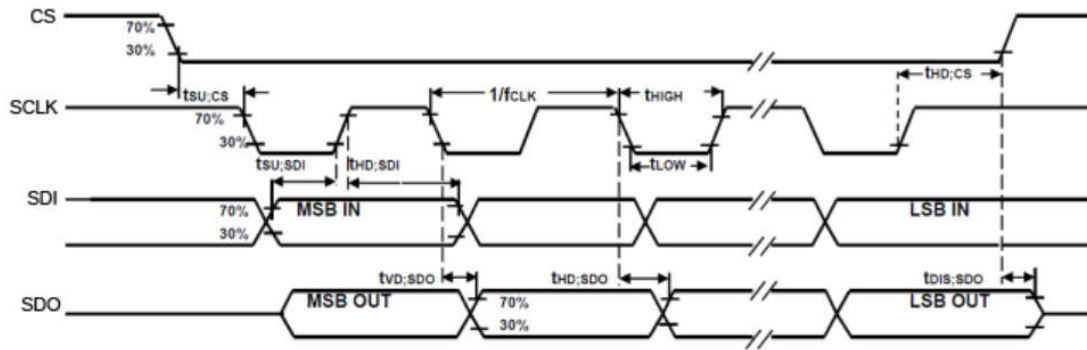 CS
70%
30%
tSU;CS
1/fCLK
tHIGH
tHD;CS
SCLK
70%
30%
tSU;SDI
tHD;SDI
tLOW
SDI
70%
30%
MSB IN
LSB IN
tVD;SDO
tHD;SDO
tDIS;SDO
SDO
MSB OUT
70%
30%
LSB OUT